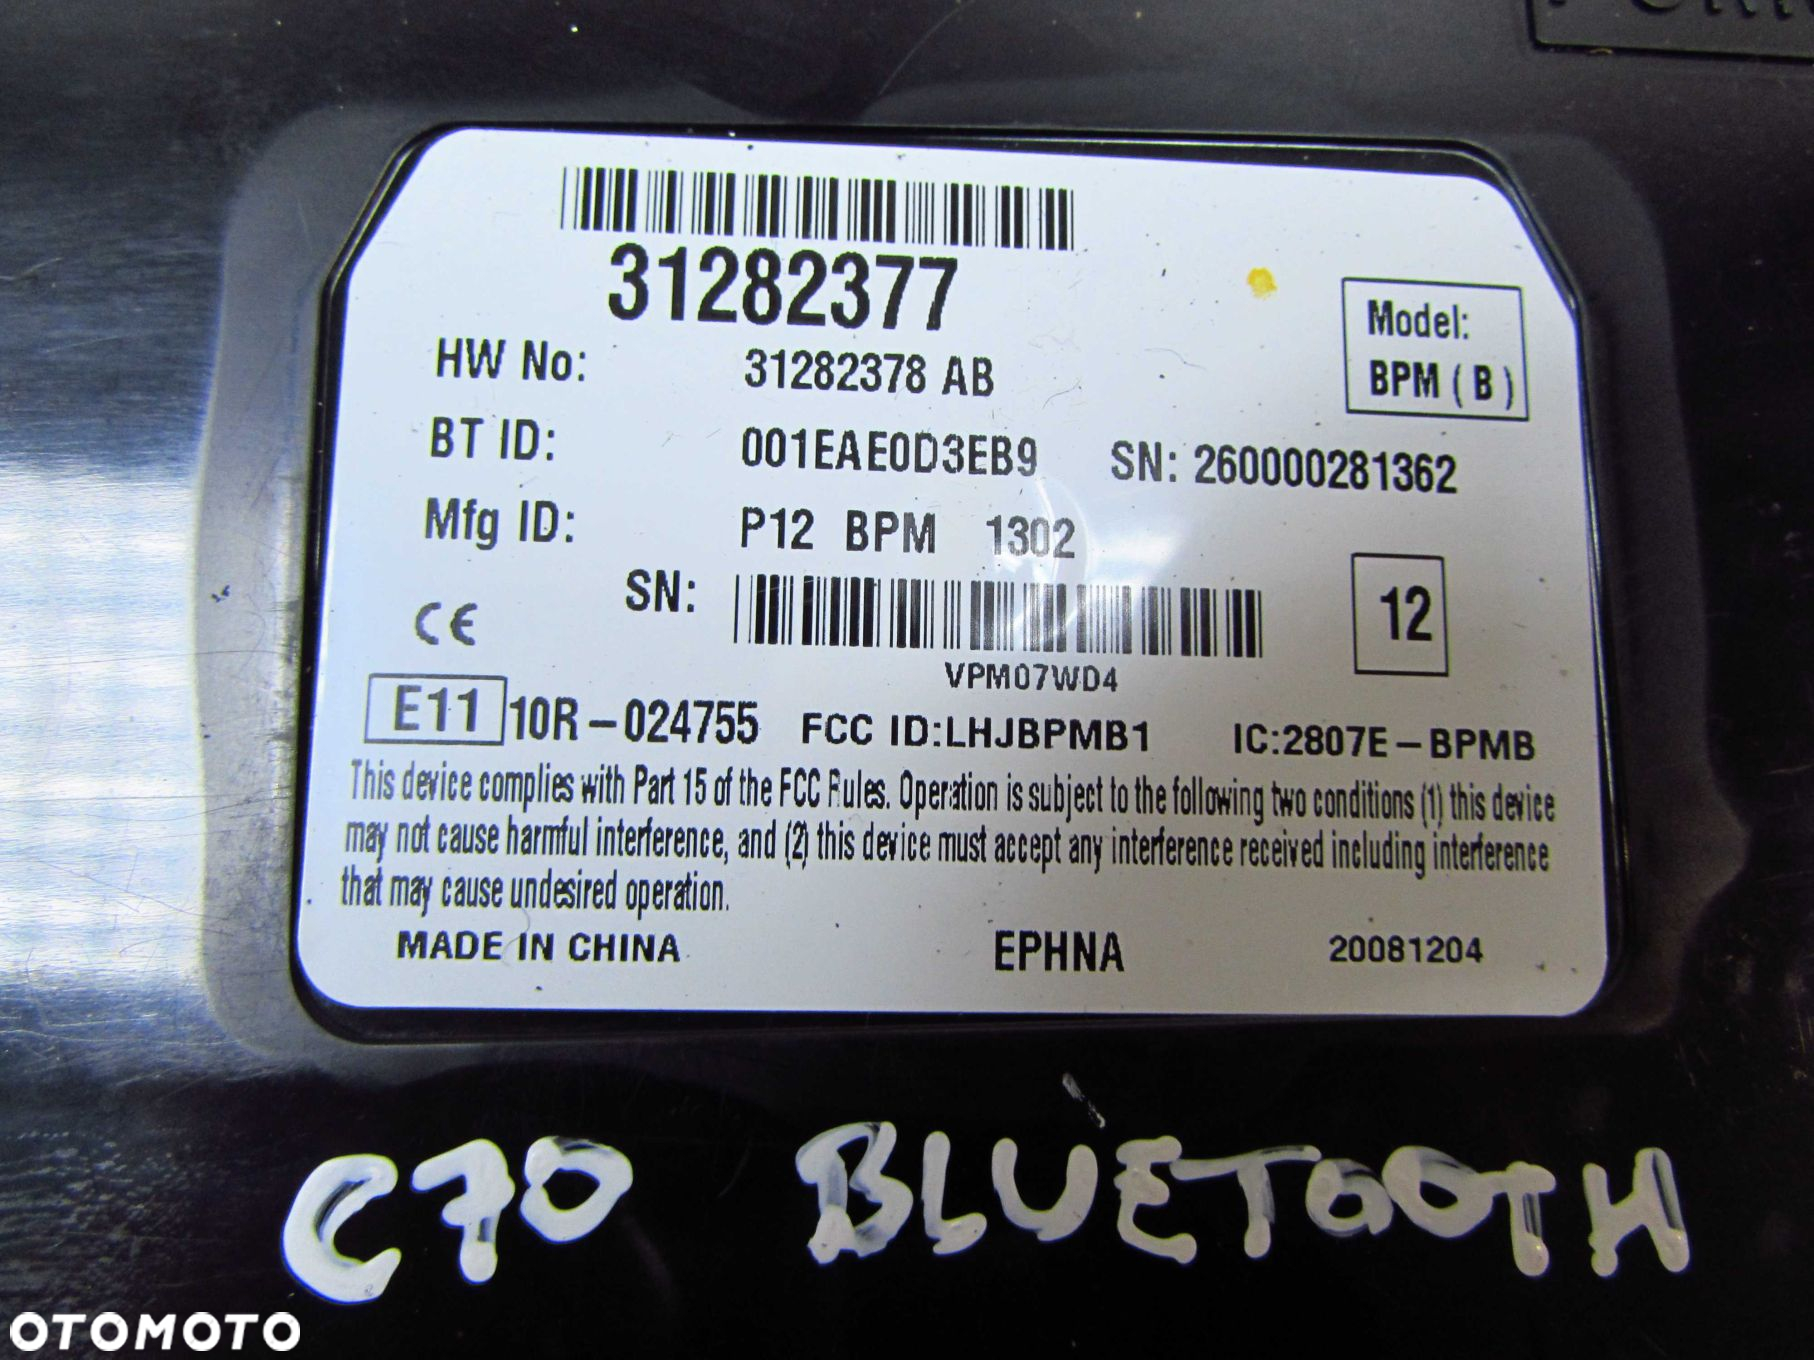 31282377
Model:
BPM ( B )
HW No: 31282378 AB
BT ID: 001EAE0D3EB9 SN: 260000281362
Mfg ID: P12 BPM 1302
SN:
12
CE
VPM07WD4
E11 10R-024755 FCC ID:LHJBPMB1 IC:2807E-BPMB
This device complies with Part 15 of the FCC Rules. Operation is subject to the following two conditions (1) this device
may not cause harmful interference, and (2) this device must accept any interference received including interference
that may cause undesired operation.
MADE IN CHINA EPHNA 20081204
C70 BLUETOOTH
OTOMOTO